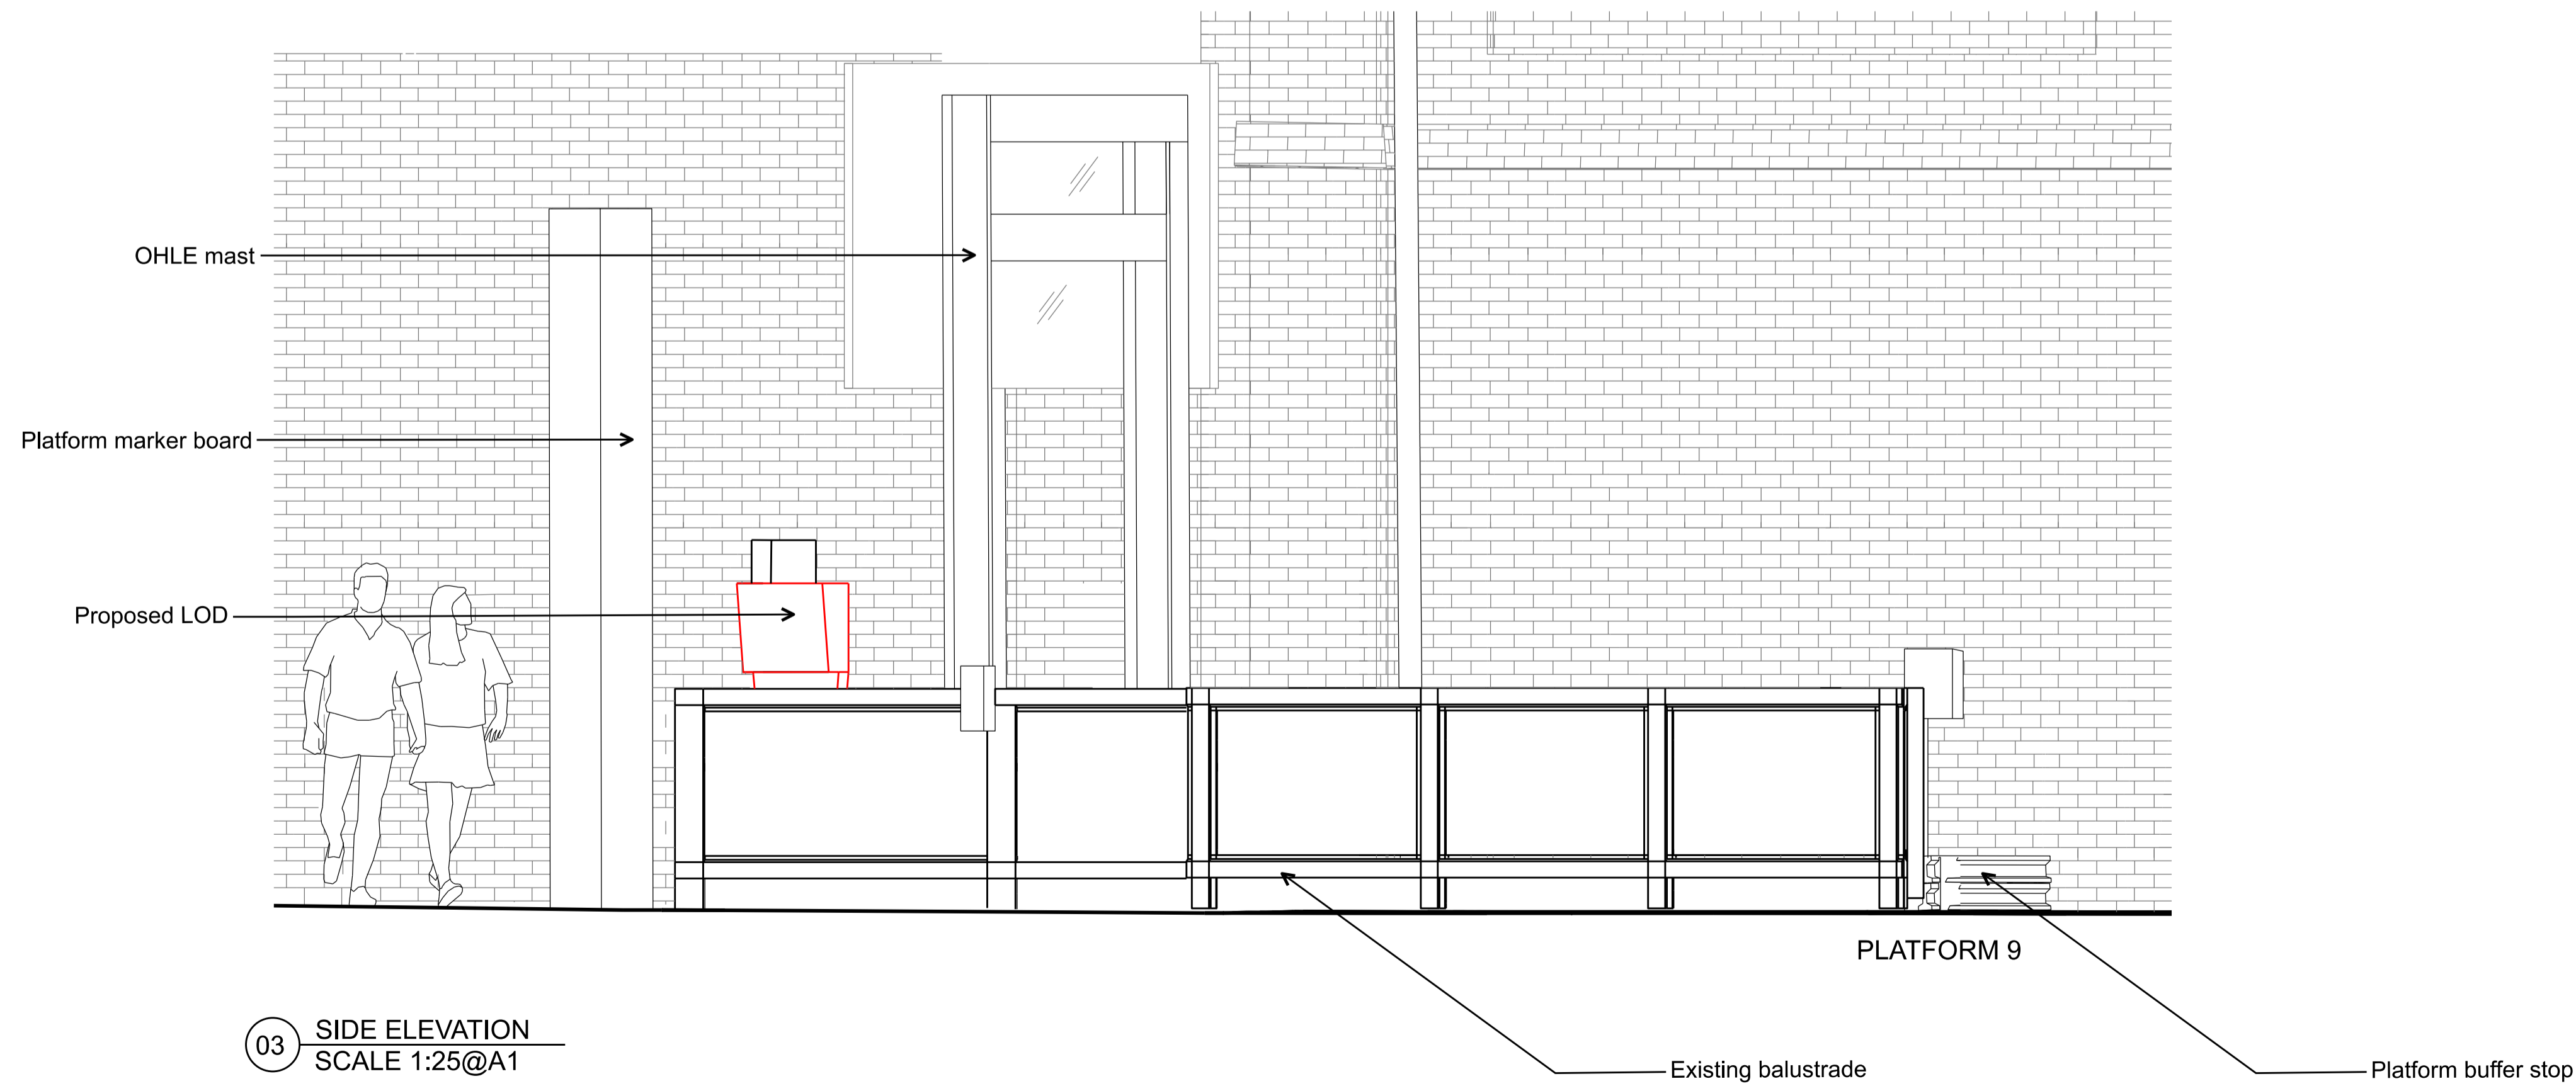 OHLE mast
Platform marker board
Proposed LOD
PLATFORM 9
03
SIDE ELEVATION
SCALE 1:25@A1
Existing balustrade
Platform buffer stop